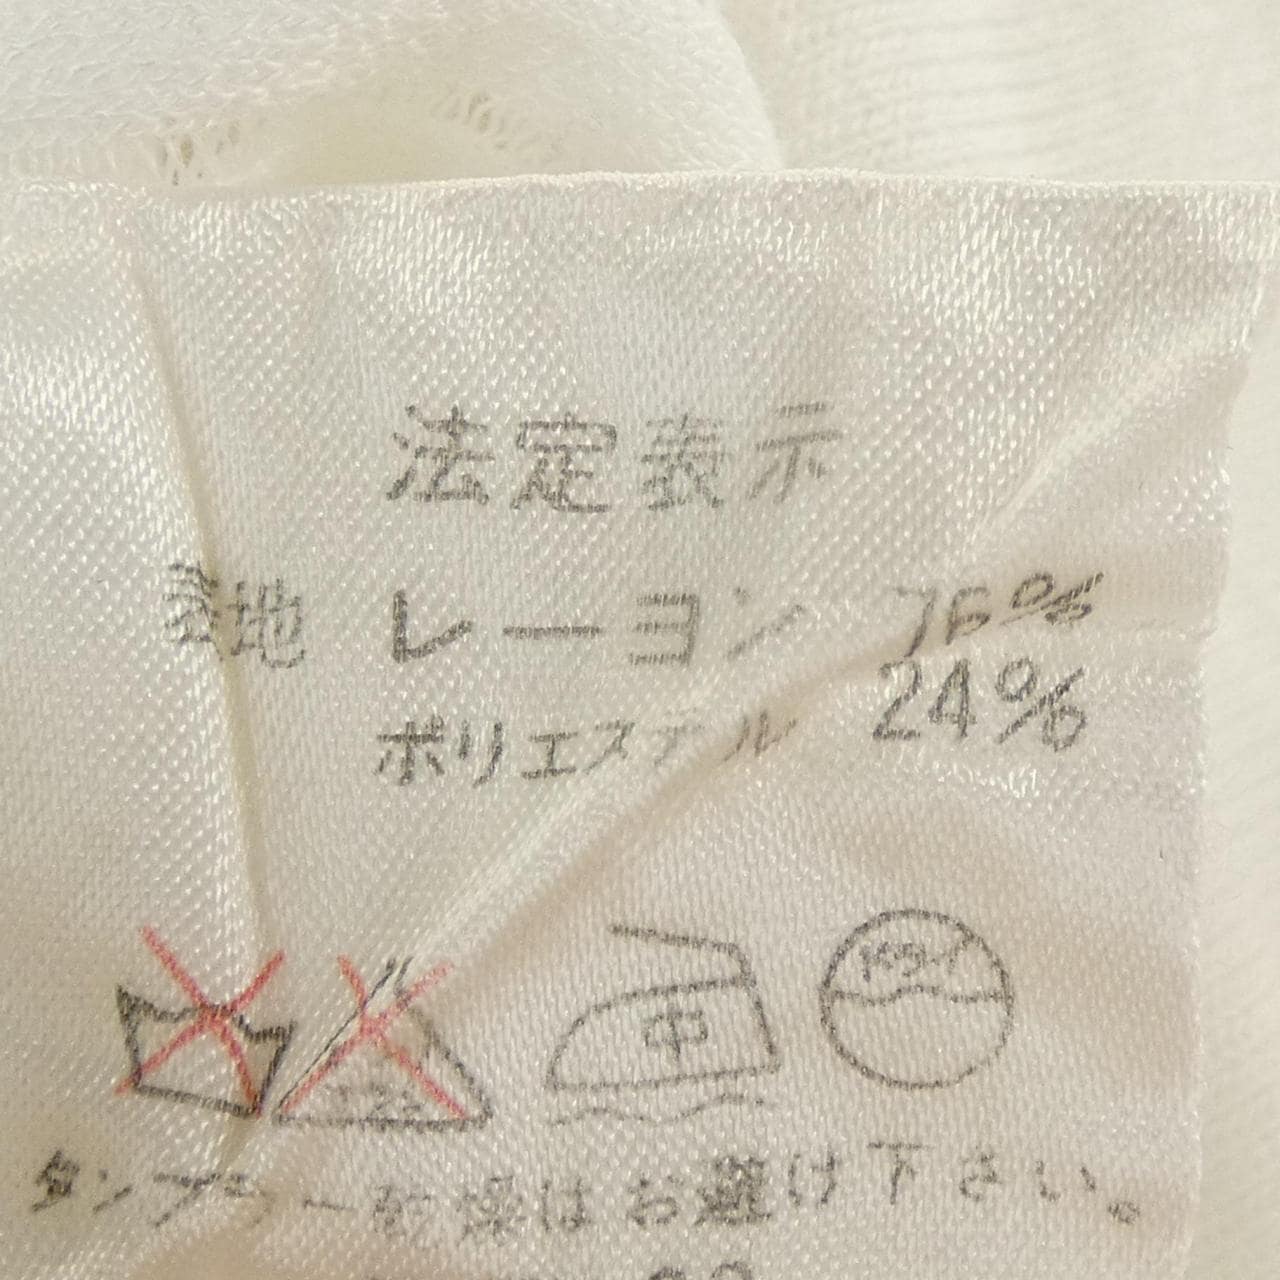 法定表示
表地 レーヨン 76%
ポリエステル 24%
中 ドライ
タンブラー乾燥はお避け下さい。